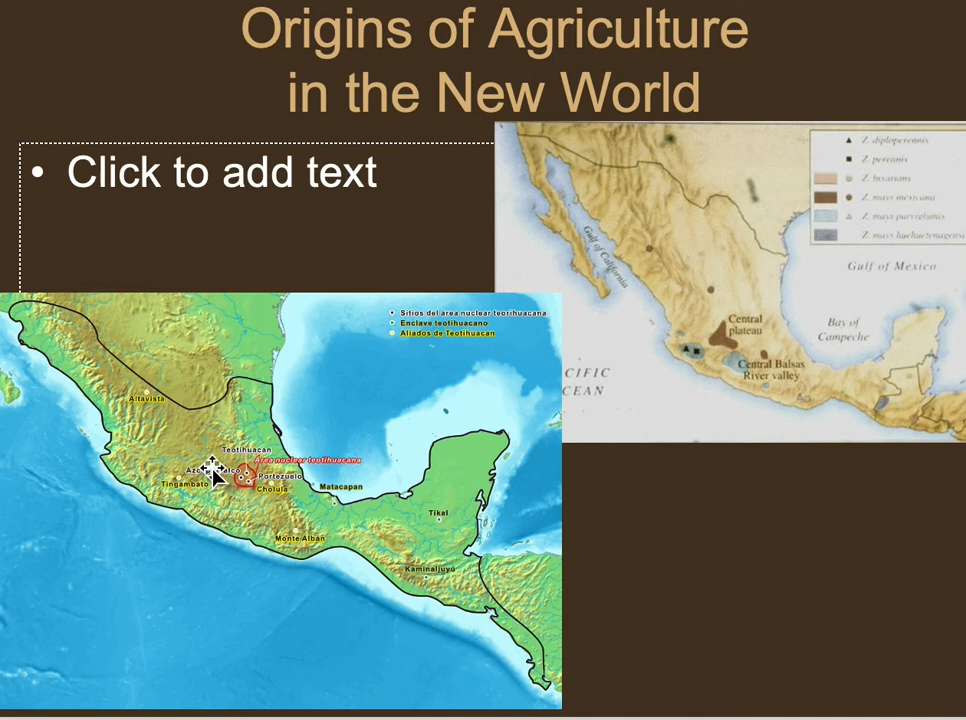 Origins of Agriculture
in the New World
• Click to add text
Z. diploperennis
Z. perennis
Z. luxurians
Z. mays mexicana
Z. mays parviglumis
Gulf of California
Gulf of Mexico
Bay of
Campeche
Central
plateau
Central Balsas
River valley
CIFIC
CEAN
Sitios del área nuclear teotihuacana
Enclave teotihuacano
Aliados de Teotihuacan
Altavista
Teotihuacan
Área nuclear teotihuacana
Portezuelo
Tingambato
Cholula
Matacapan
Tikal
Monte Albán
Kaminaljuyú